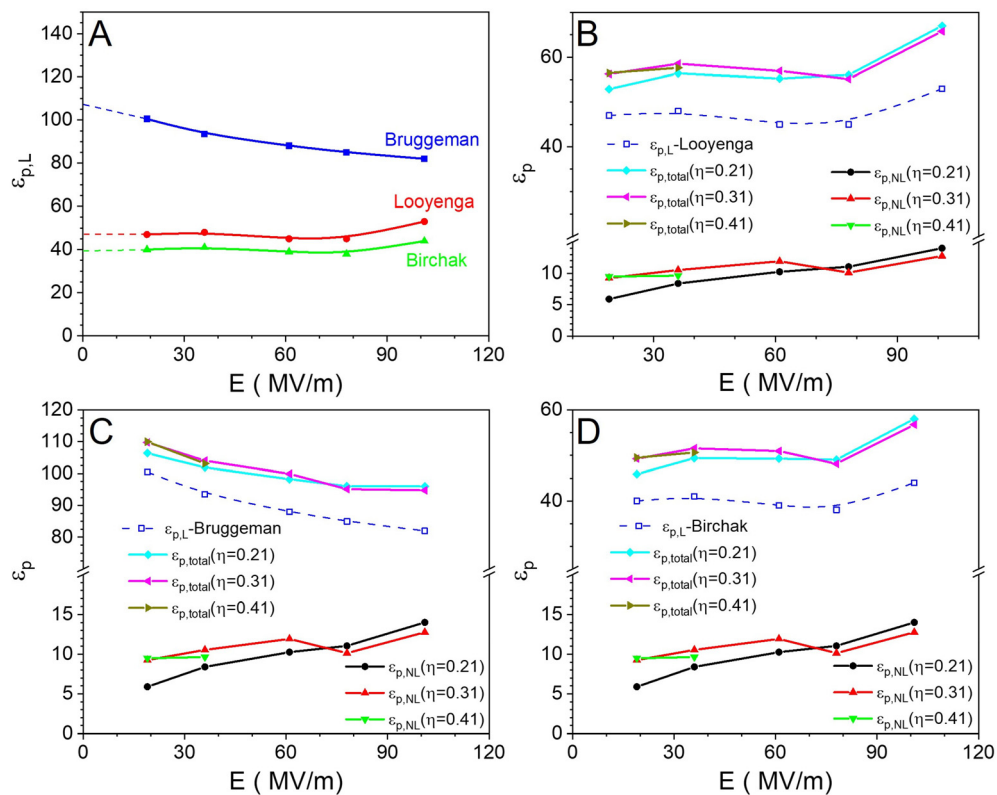 A
ε_p,L
140
120
100
80
60
40
20
0
Bruggeman
Looyenga
Birchak
0 30 60 90 120
E ( MV/m)
B
ε_p
60
40
10
5
0
ε_p,L-Looyenga
ε_p,total(η=0.21)
ε_p,total(η=0.31)
ε_p,total(η=0.41)
ε_p,NL(η=0.21)
ε_p,NL(η=0.31)
ε_p,NL(η=0.41)
30 60 90
E ( MV/m)
C
ε_p
120
110
100
90
80
15
10
5
0
ε_p,L-Bruggeman
ε_p,total(η=0.21)
ε_p,total(η=0.31)
ε_p,total(η=0.41)
ε_p,NL(η=0.21)
ε_p,NL(η=0.31)
ε_p,NL(η=0.41)
0 30 60 90 120
E ( MV/m)
D
ε_p
60
40
15
10
5
0
ε_p,L-Birchak
ε_p,total(η=0.21)
ε_p,total(η=0.31)
ε_p,total(η=0.41)
ε_p,NL(η=0.21)
ε_p,NL(η=0.31)
ε_p,NL(η=0.41)
0 30 60 90 120
E ( MV/m)